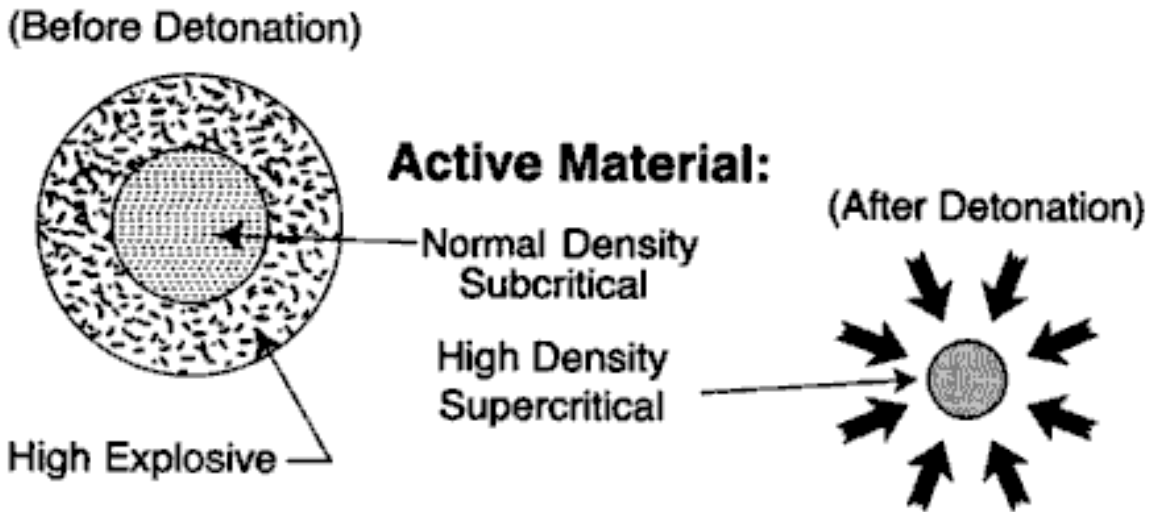 (Before Detonation)
Active Material:
Normal Density
Subcritical
High Density
Supercritical
(After Detonation)
High Explosive